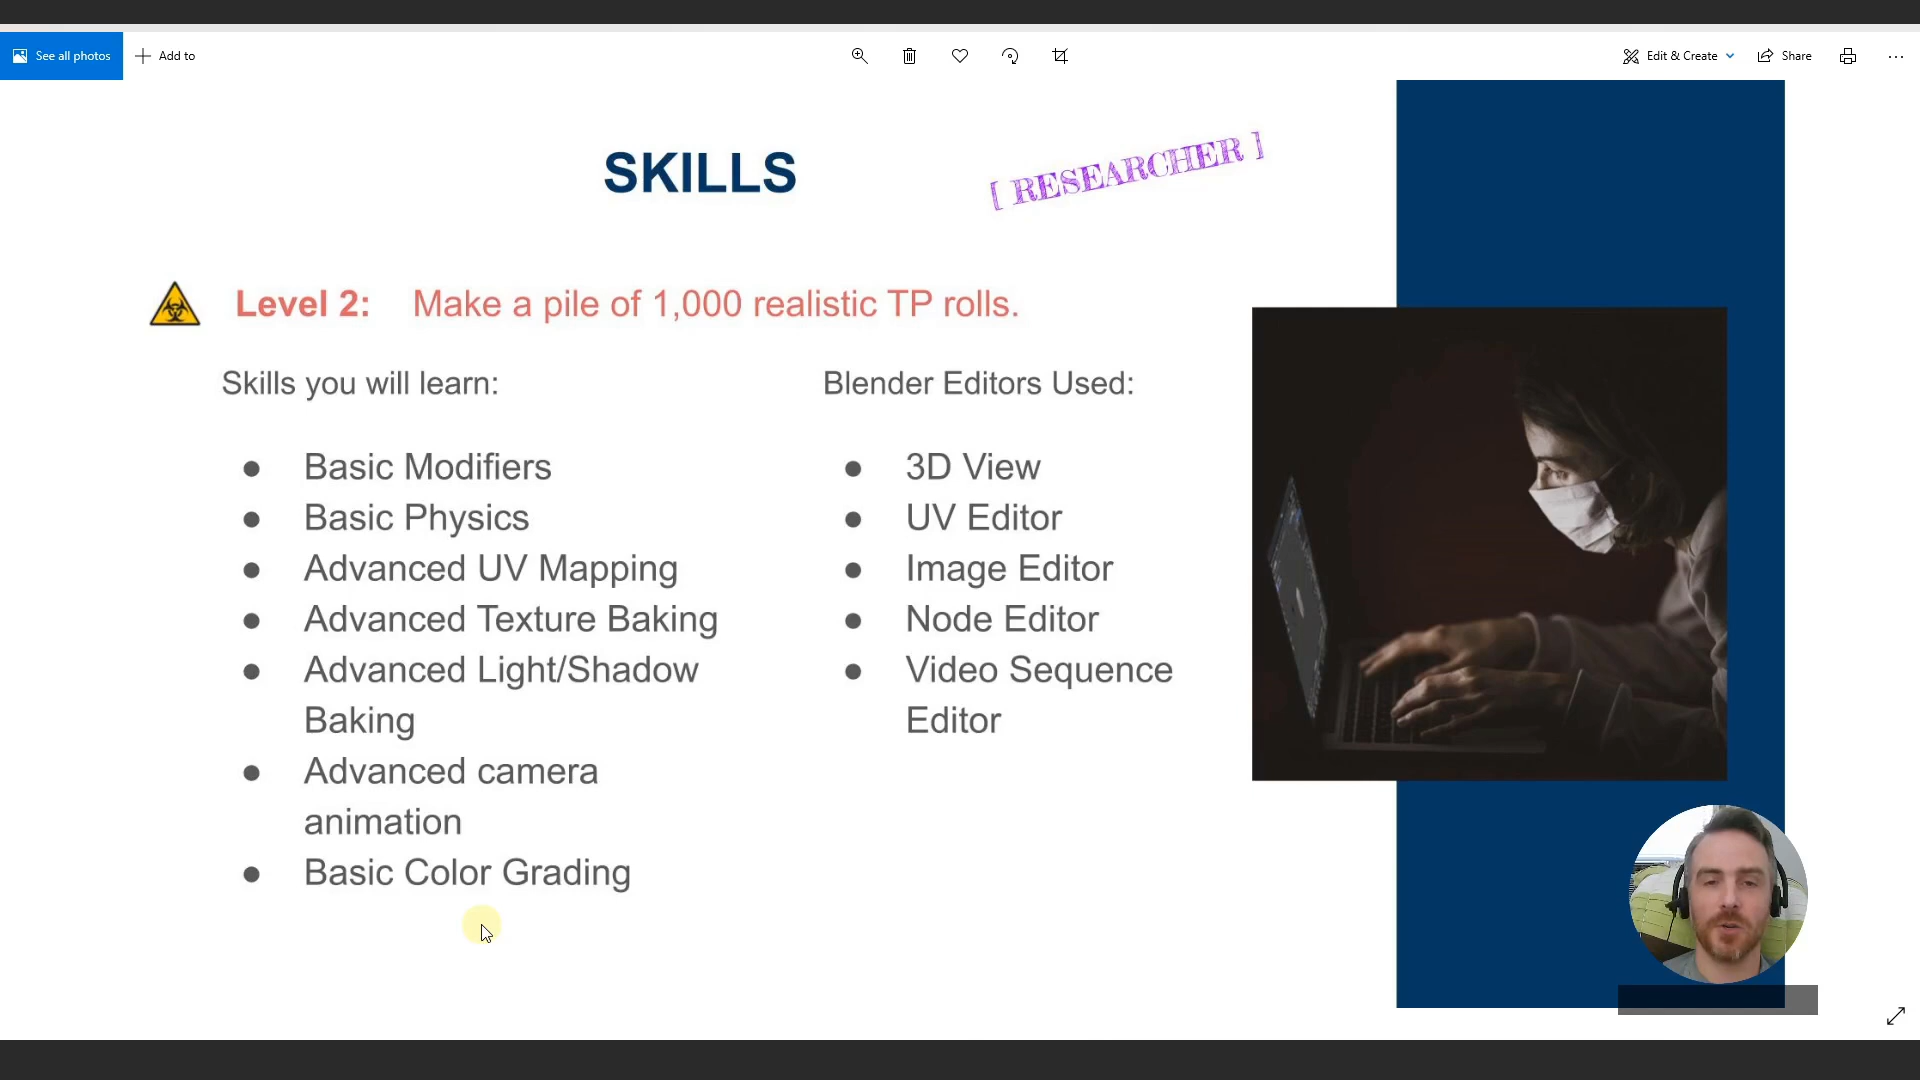 See all photos
Add to
Edit & Create
Share
SKILLS
[ RESEARCHER ]
Level 2: Make a pile of 1,000 realistic TP rolls.
Skills you will learn:
● Basic Modifiers
● Basic Physics
● Advanced UV Mapping
● Advanced Texture Baking
● Advanced Light/Shadow
Baking
● Advanced camera
animation
● Basic Color Grading
Blender Editors Used:
● 3D View
● UV Editor
● Image Editor
● Node Editor
● Video Sequence
Editor